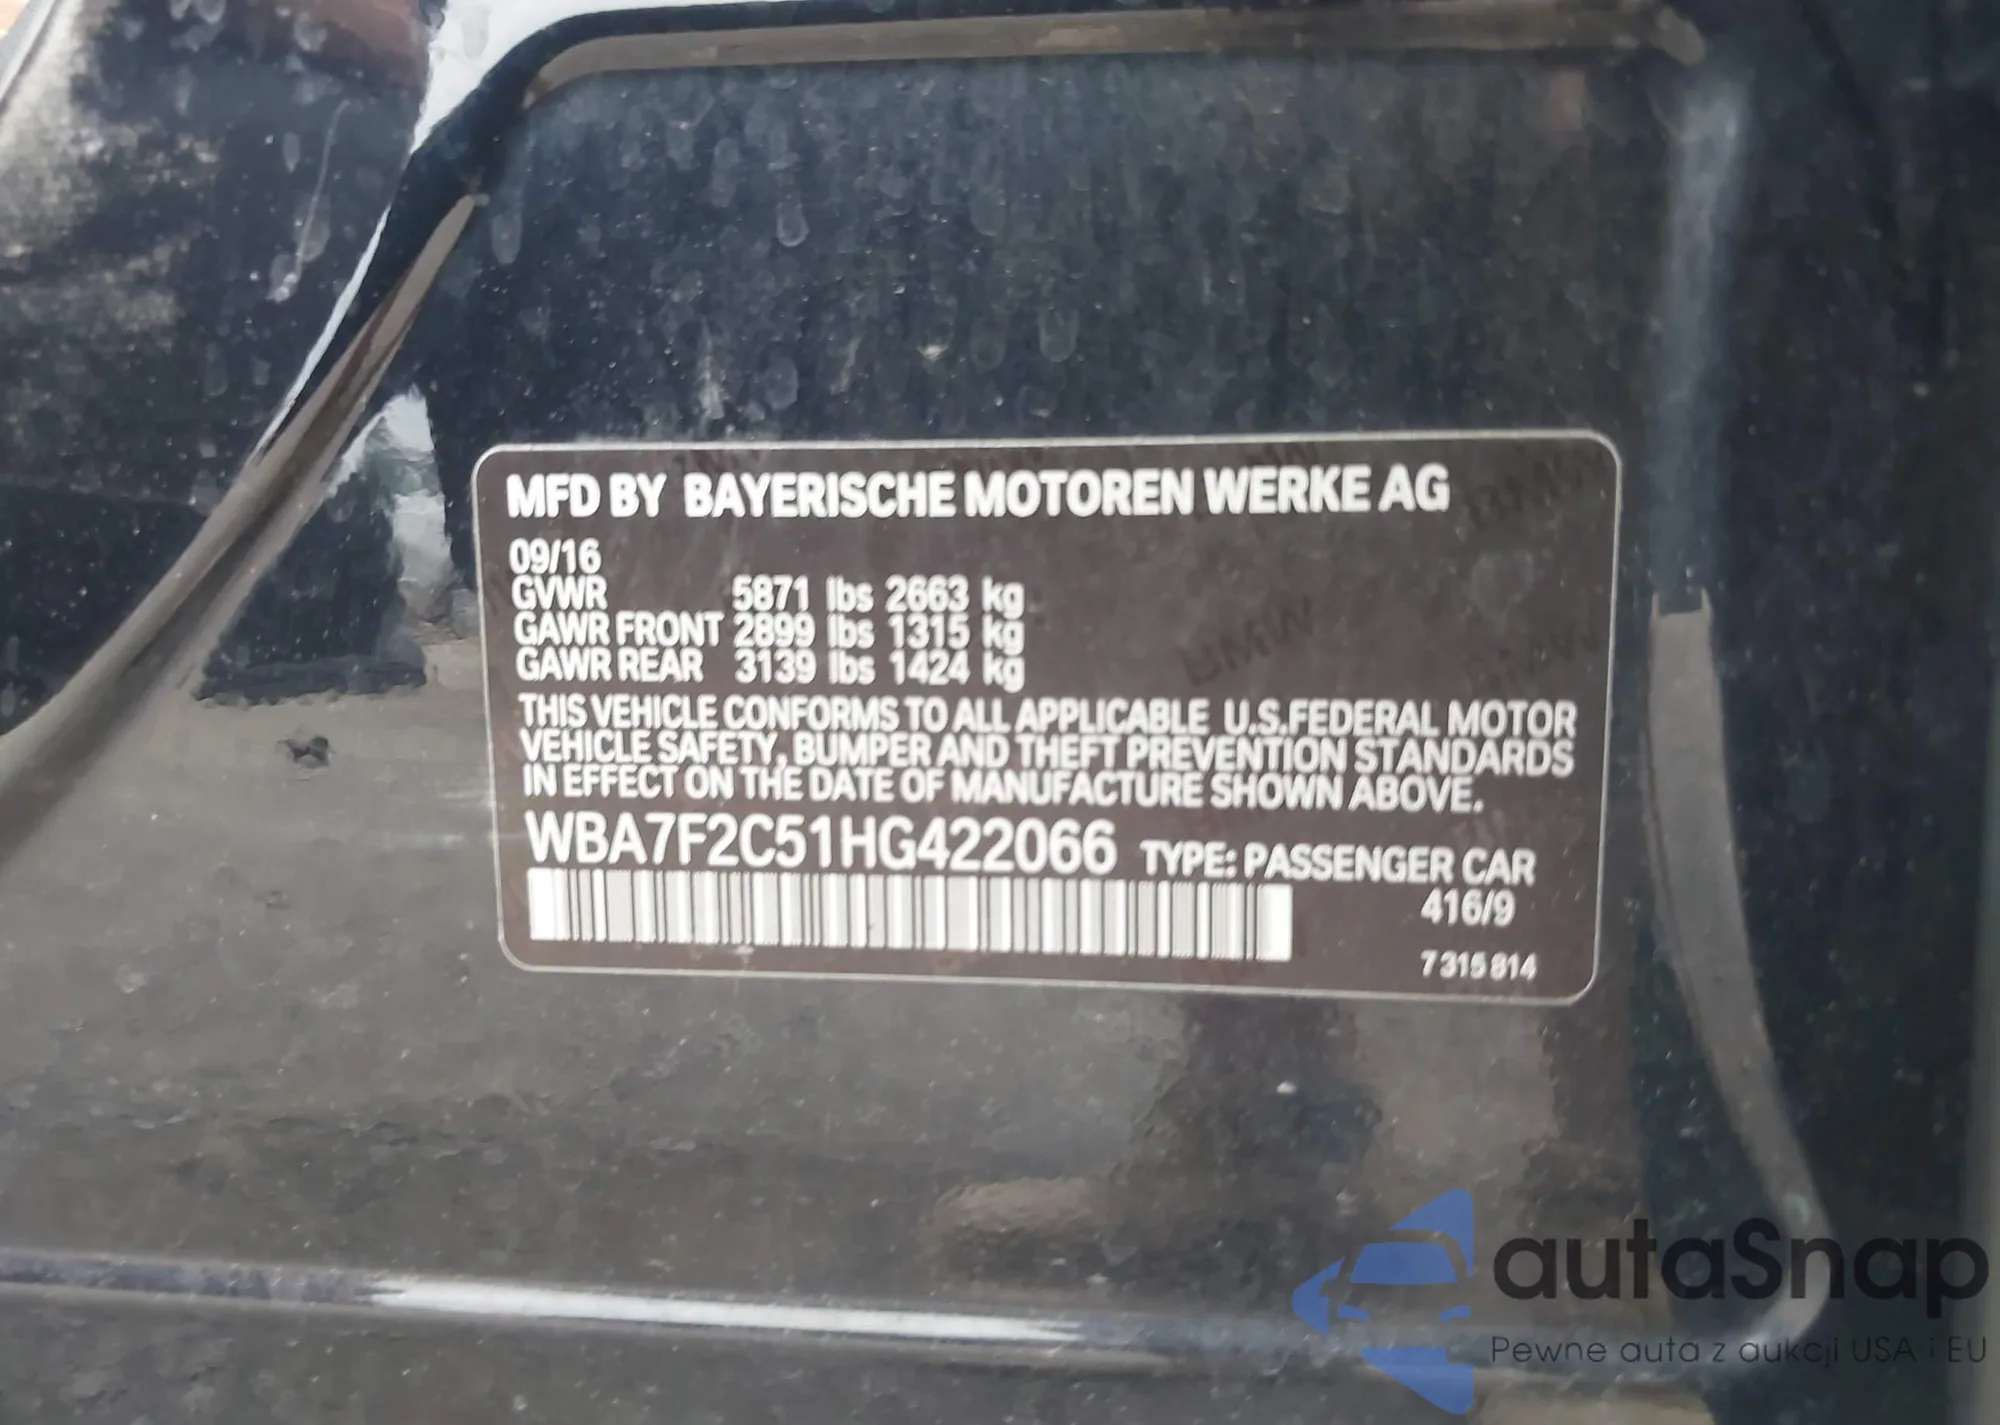 MFD BY BAYERISCHE MOTOREN WERKE AG
09/16
GVWR 5871 lbs 2663 kg
GAWR FRONT 2899 lbs 1315 kg
GAWR REAR 3139 lbs 1424 kg
THIS VEHICLE CONFORMS TO ALL APPLICABLE U.S.FEDERAL MOTOR
VEHICLE SAFETY, BUMPER AND THEFT PREVENTION STANDARDS
IN EFFECT ON THE DATE OF MANUFACTURE SHOWN ABOVE.
WBA7F2C51HG422066 TYPE: PASSENGER CAR
416/9
7 315 814
autaSnap
Pewne auta z aukcji USA i EU